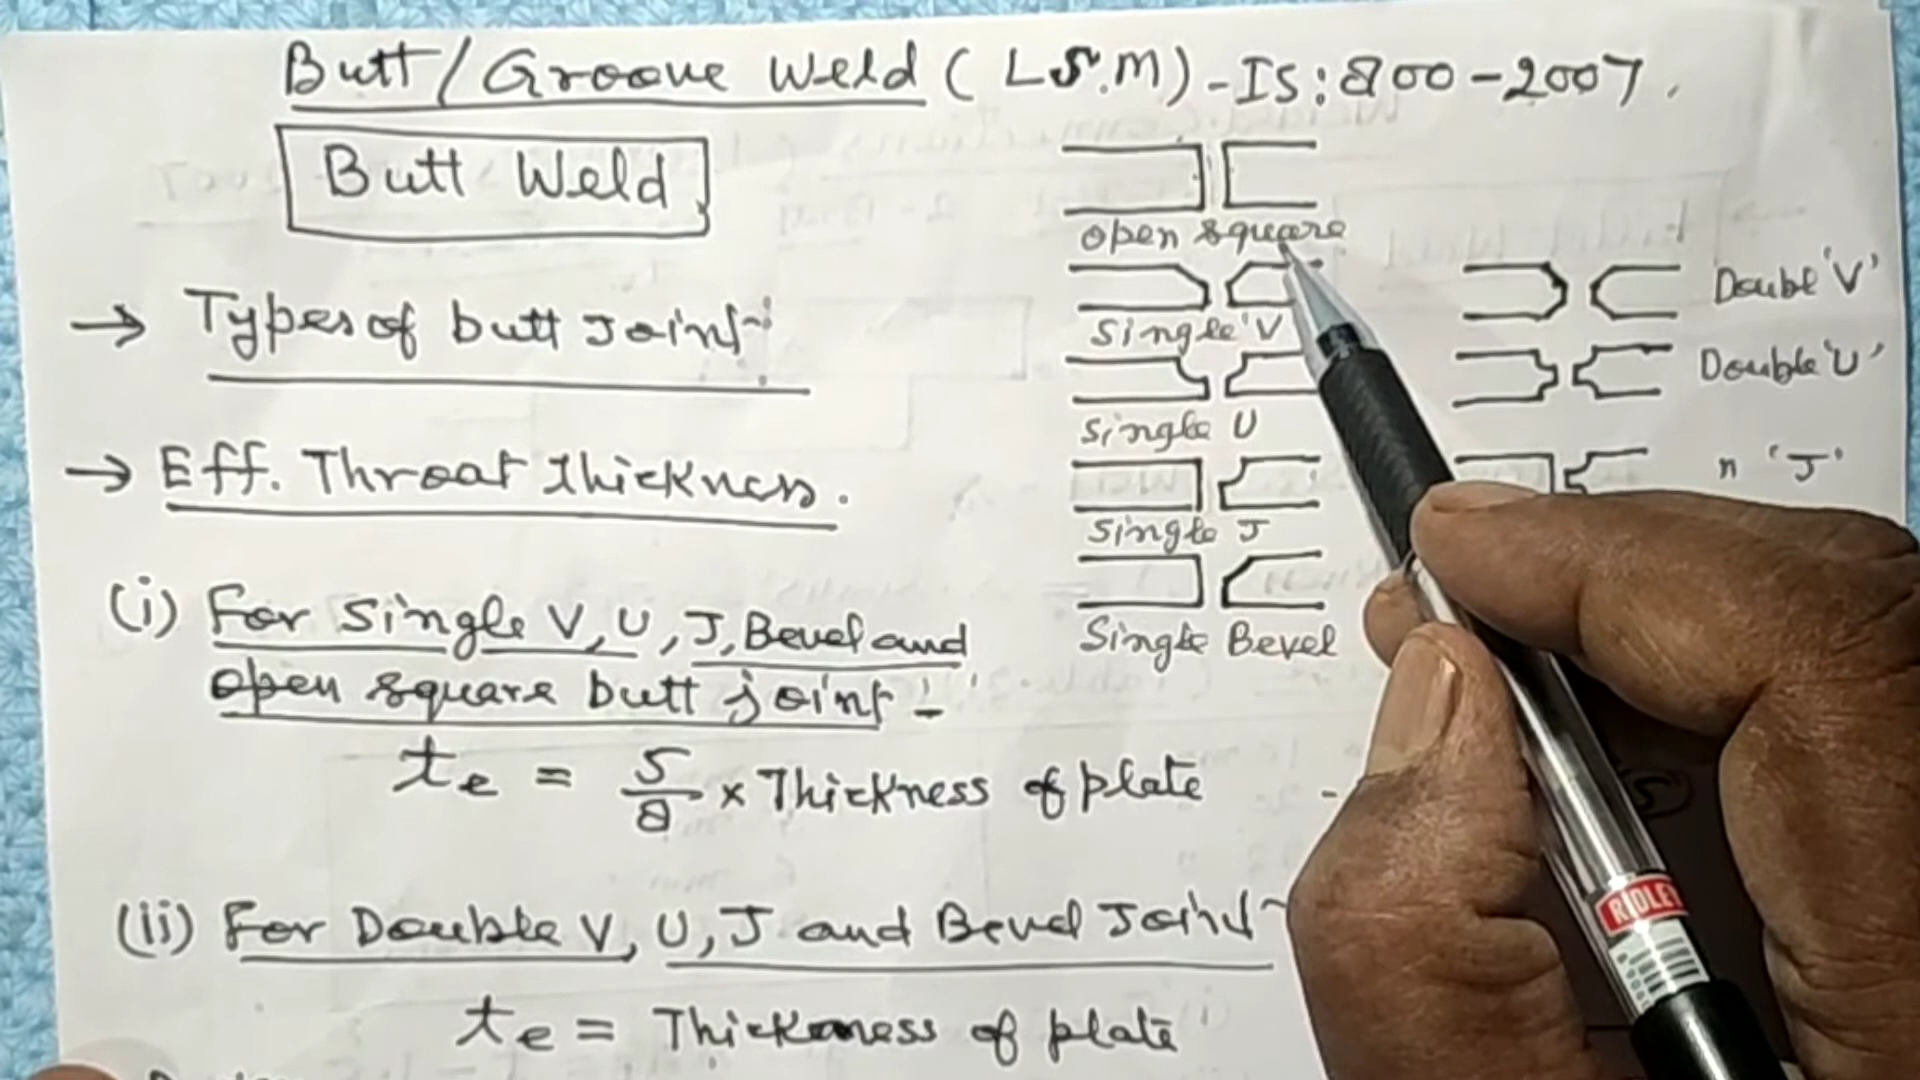 Butt/Groove Weld (LSM) - IS:800-2007.
Butt Weld
open square
→ Types of butt Joint
Single 'V'
Double 'V'
Double 'U'
Single U
→ Eff. Throat thickness.
n 'J'
Single J
(i) For Single V, U, J, Bevel and
open square butt joint :-
Single Bevel
te = 5/8 x Thickness of plate
(ii) For Double V, U, J and Bevel Joint
te = Thickness of plate